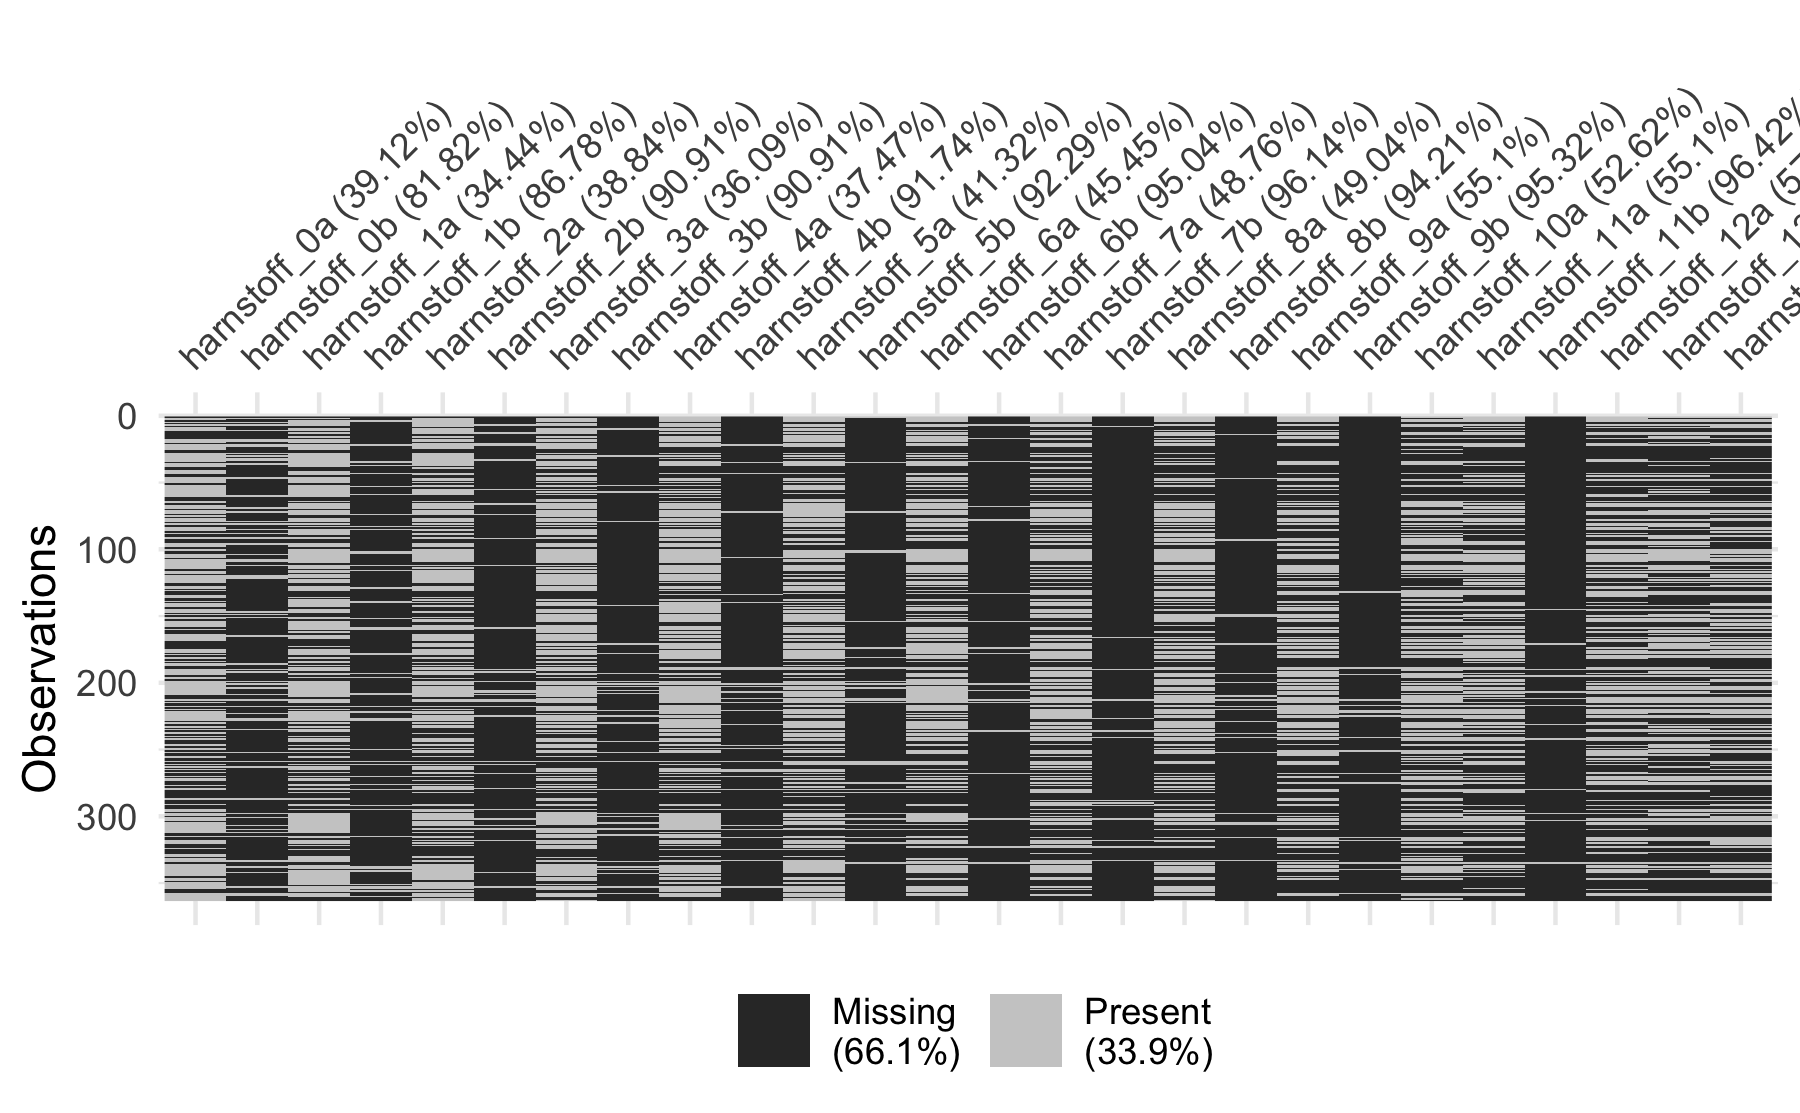 harnstoff_0a (39.12%)
harnstoff_0b (81.82%)
harnstoff_1a (34.44%)
harnstoff_1b (86.78%)
harnstoff_2a (38.84%)
harnstoff_2b (90.91%)
harnstoff_3a (36.09%)
harnstoff_3b (90.91%)
harnstoff_4a (37.47%)
harnstoff_4b (91.74%)
harnstoff_5a (41.32%)
harnstoff_5b (92.29%)
harnstoff_6a (45.45%)
harnstoff_6b (95.04%)
harnstoff_7a (48.76%)
harnstoff_7b (96.14%)
harnstoff_8a (49.04%)
harnstoff_8b (94.21%)
harnstoff_9a (55.1%)
harnstoff_9b (95.32%)
harnstoff_10a (52.62%)
harnstoff_11a (55.1%)
harnstoff_11b (96.42%
harnstoff_12a
harnstoff_1
harnst
Observations
0
100
200
300
Missing
(66.1%)
Present
(33.9%)